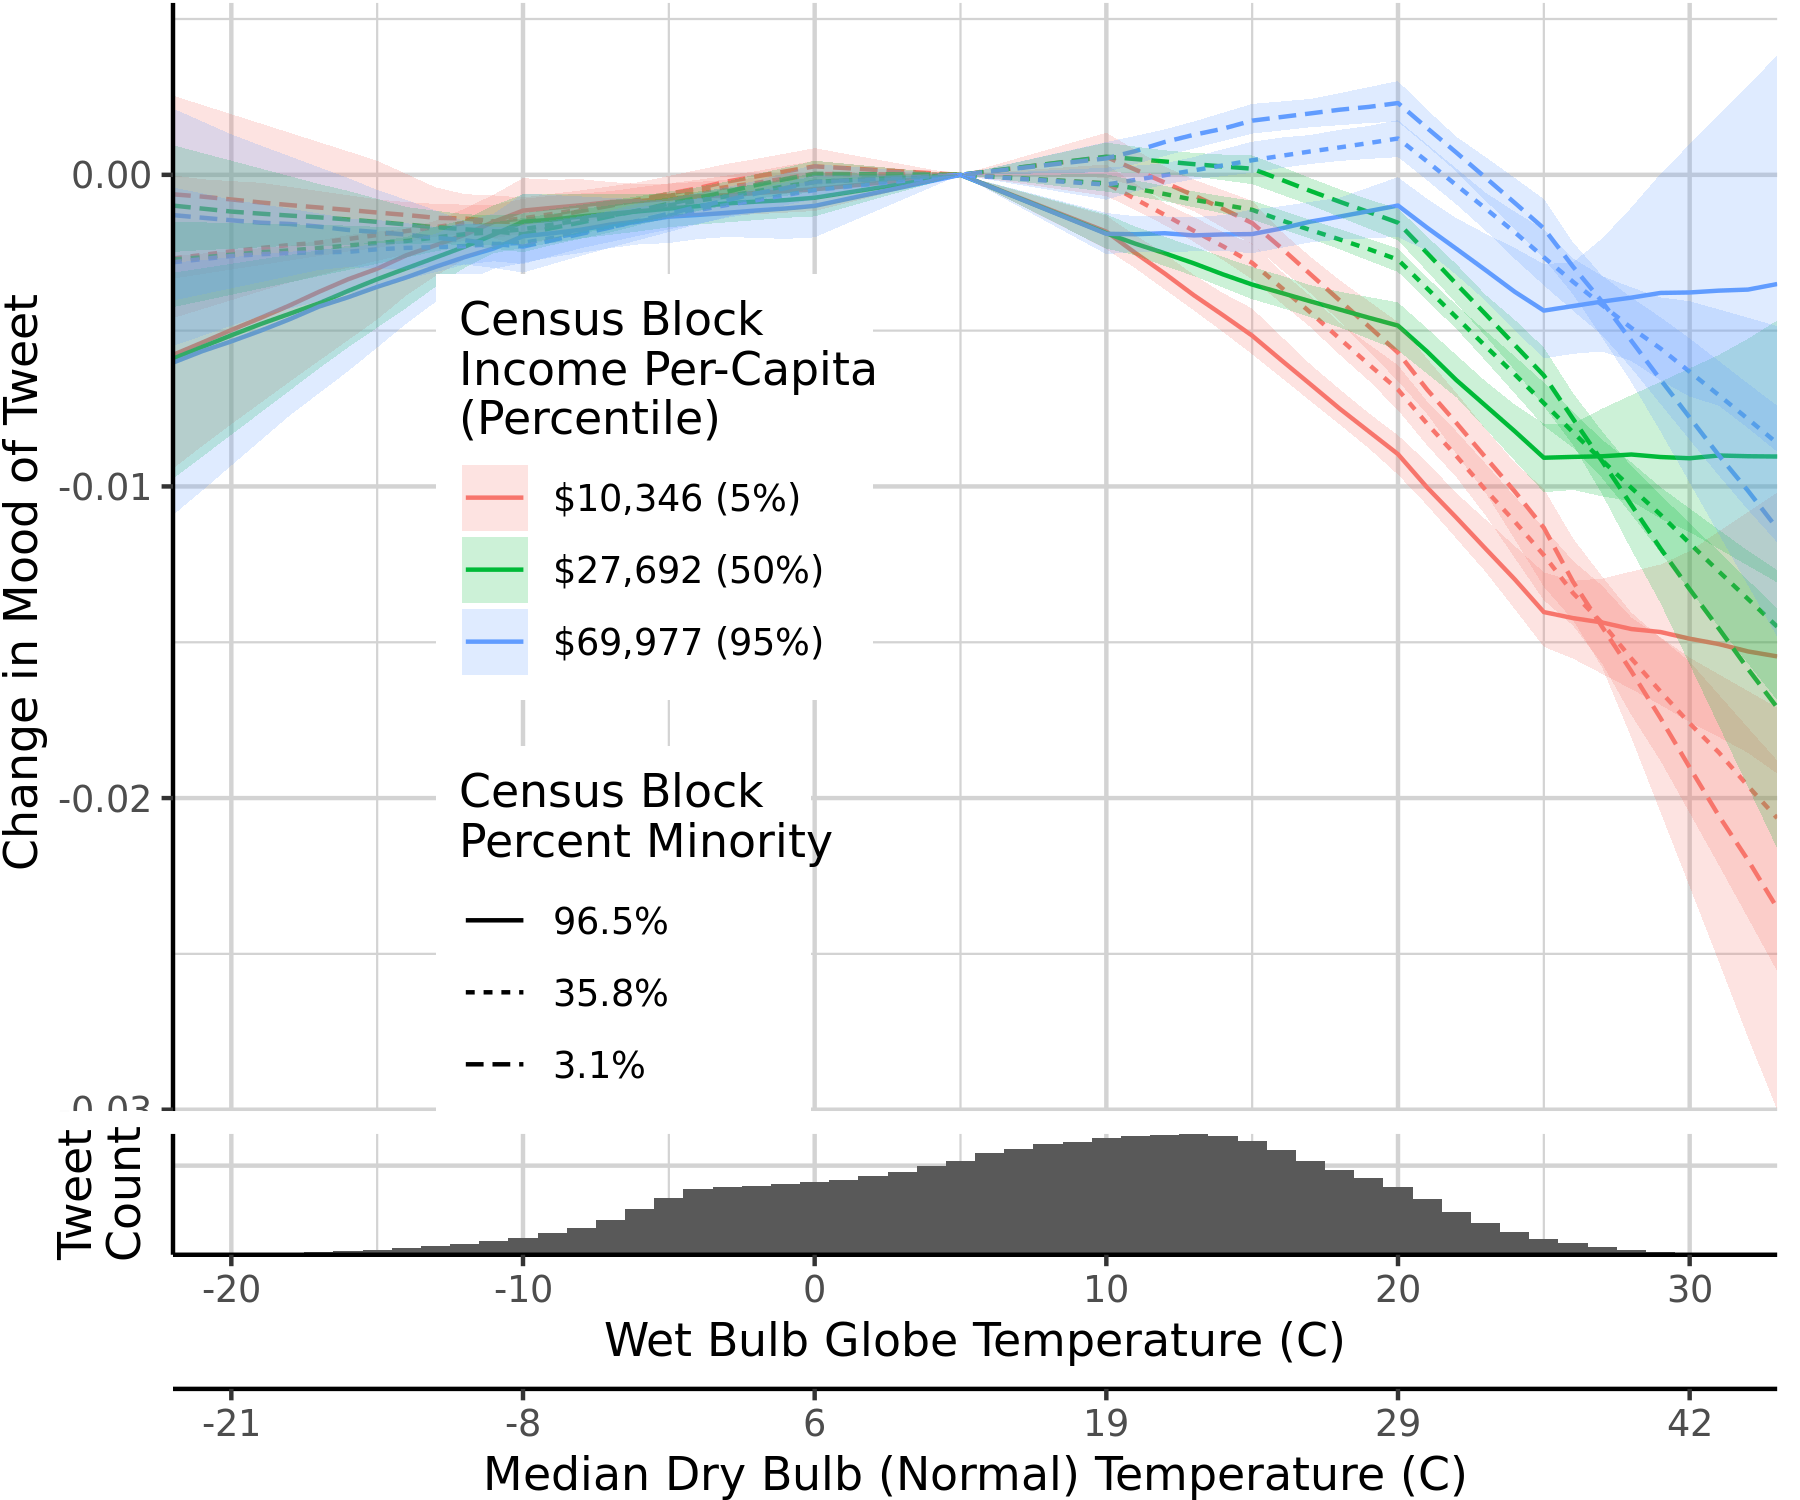 Change in Mood of Tweet
0.00
-0.01
-0.02
Census Block
Income Per-Capita
(Percentile)
$10,346 (5%)
$27,692 (50%)
$69,977 (95%)
Census Block
Percent Minority
96.5%
35.8%
3.1%
Tweet
Count
-20 -10 0 10 20 30
Wet Bulb Globe Temperature (C)
-21 -8 6 19 29 42
Median Dry Bulb (Normal) Temperature (C)